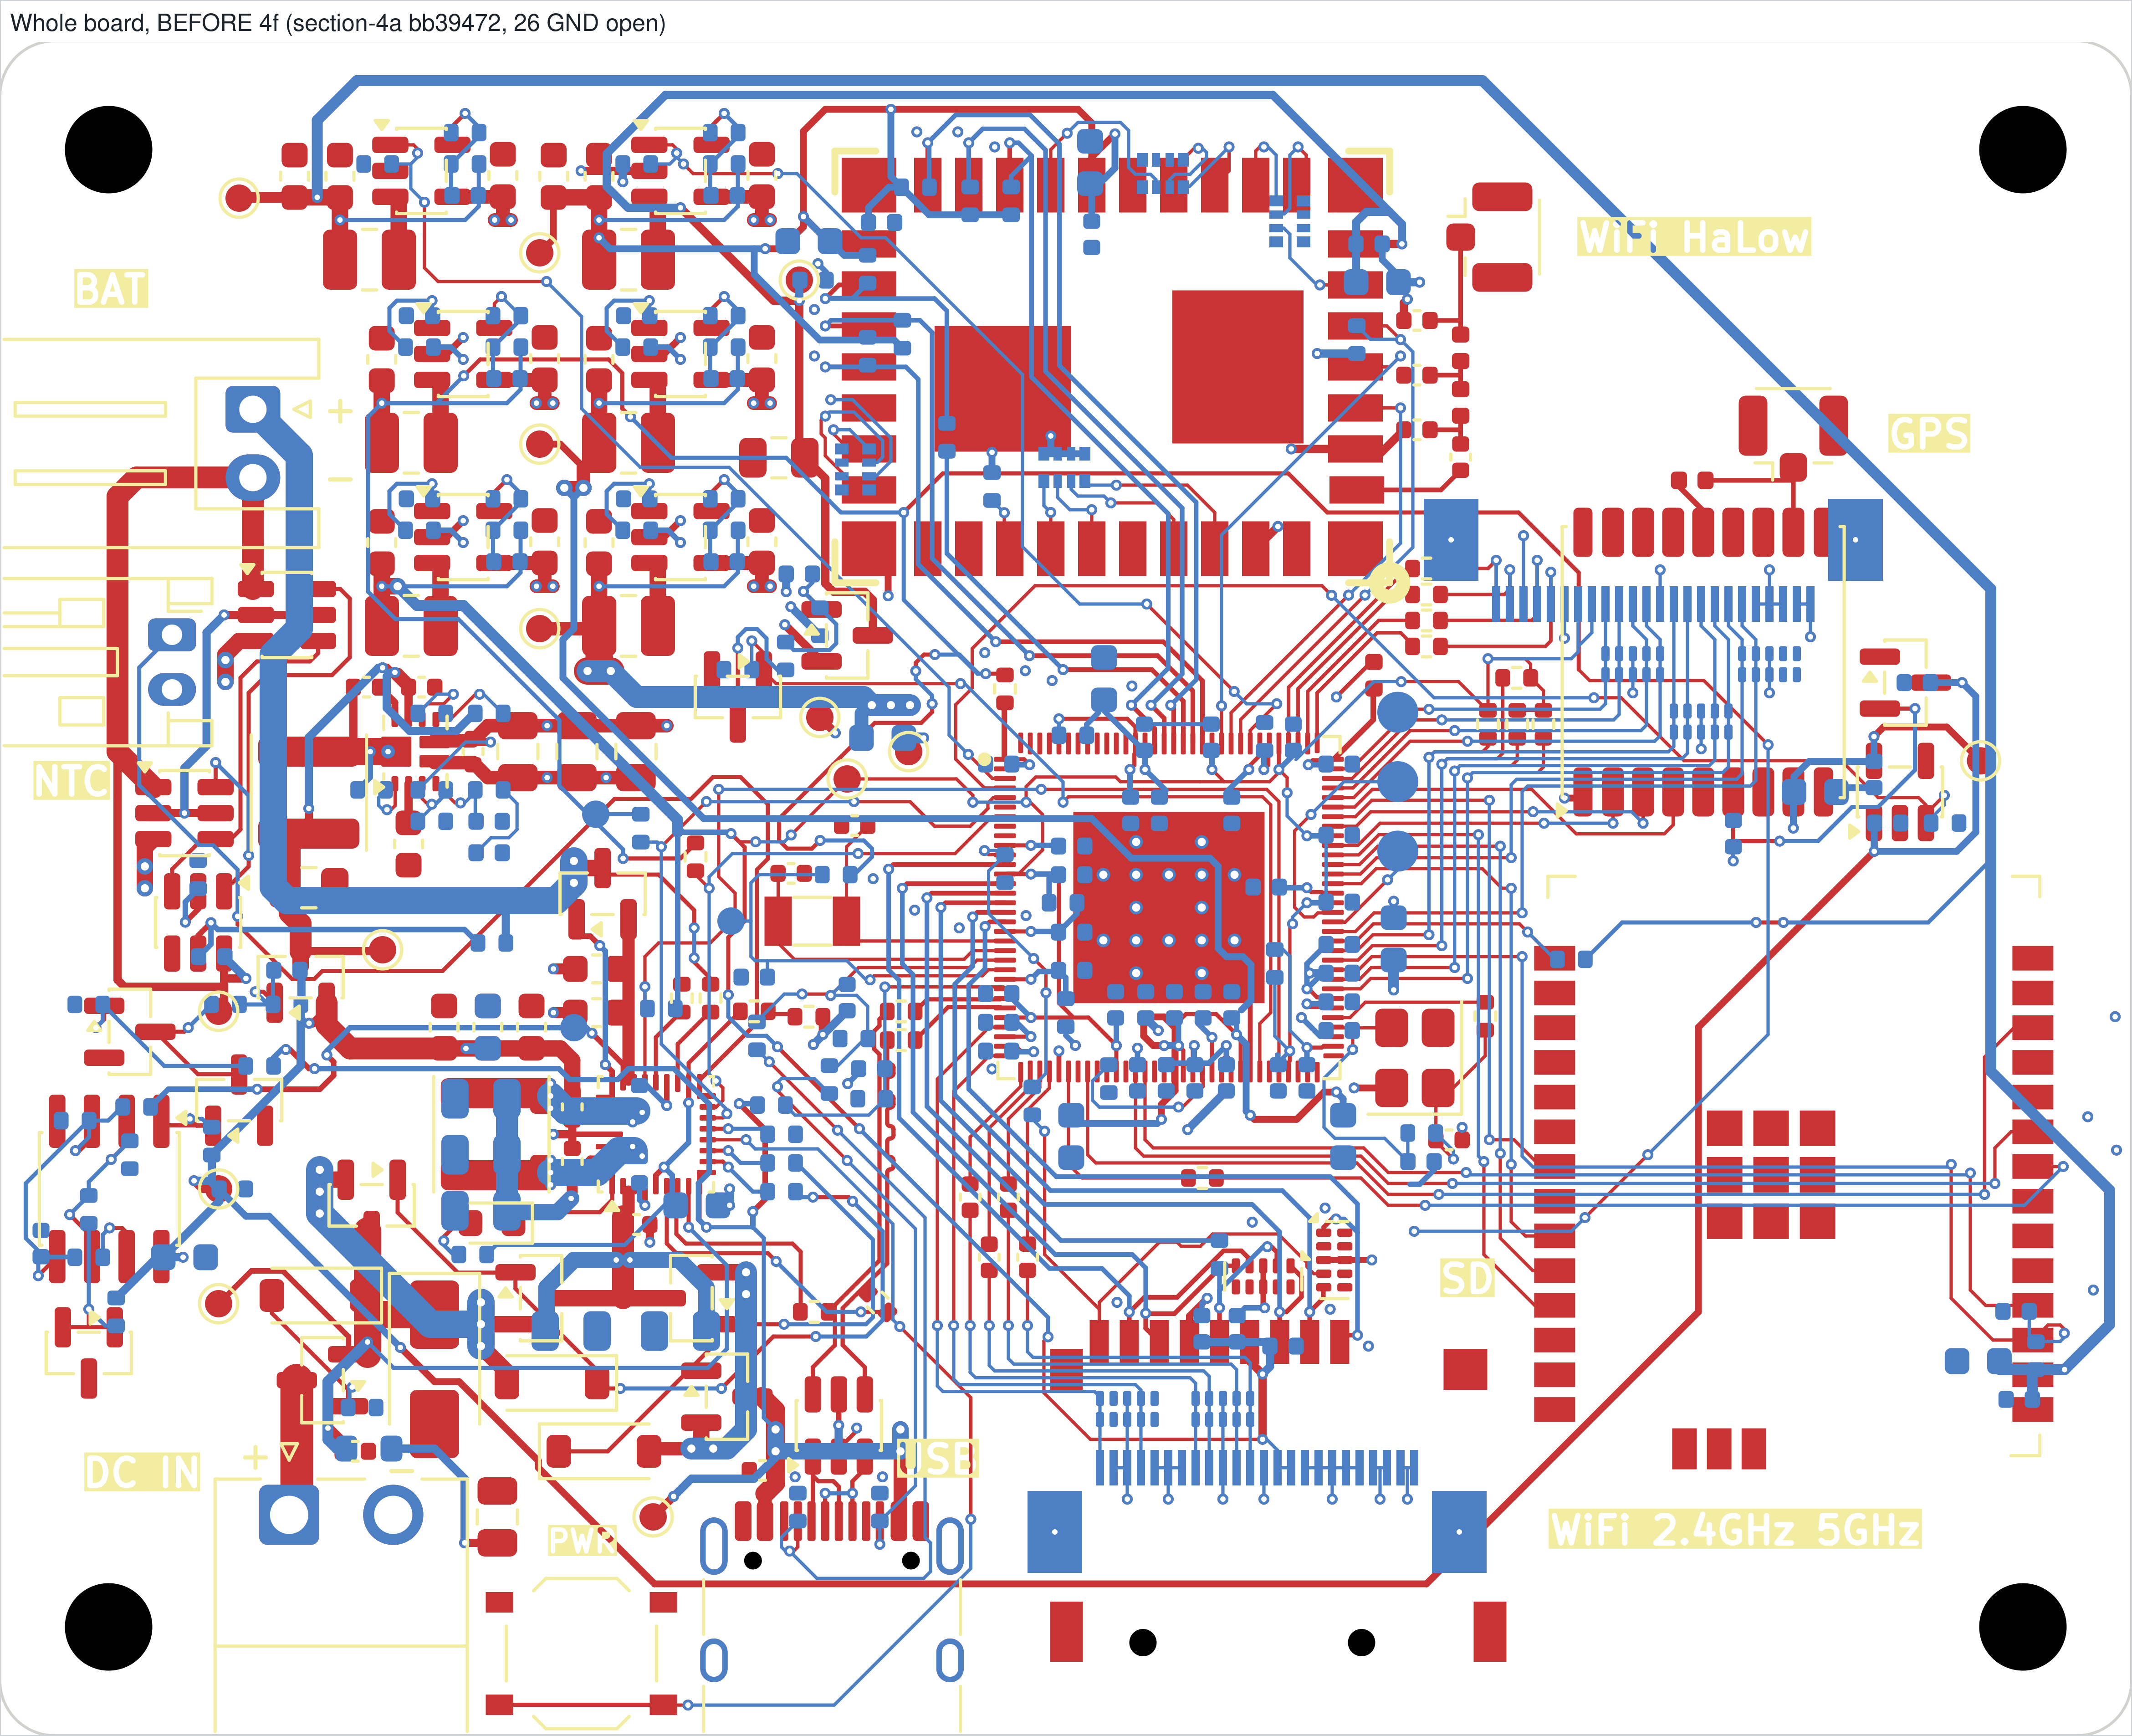 Whole board, BEFORE 4f (section-4a bb39472, 26 GND open)
WiFi HaLow
BAT
+
GPS
−
NTC
SD
USB
+
−
DC IN
PWR
WiFi 2.4GHz 5GHz